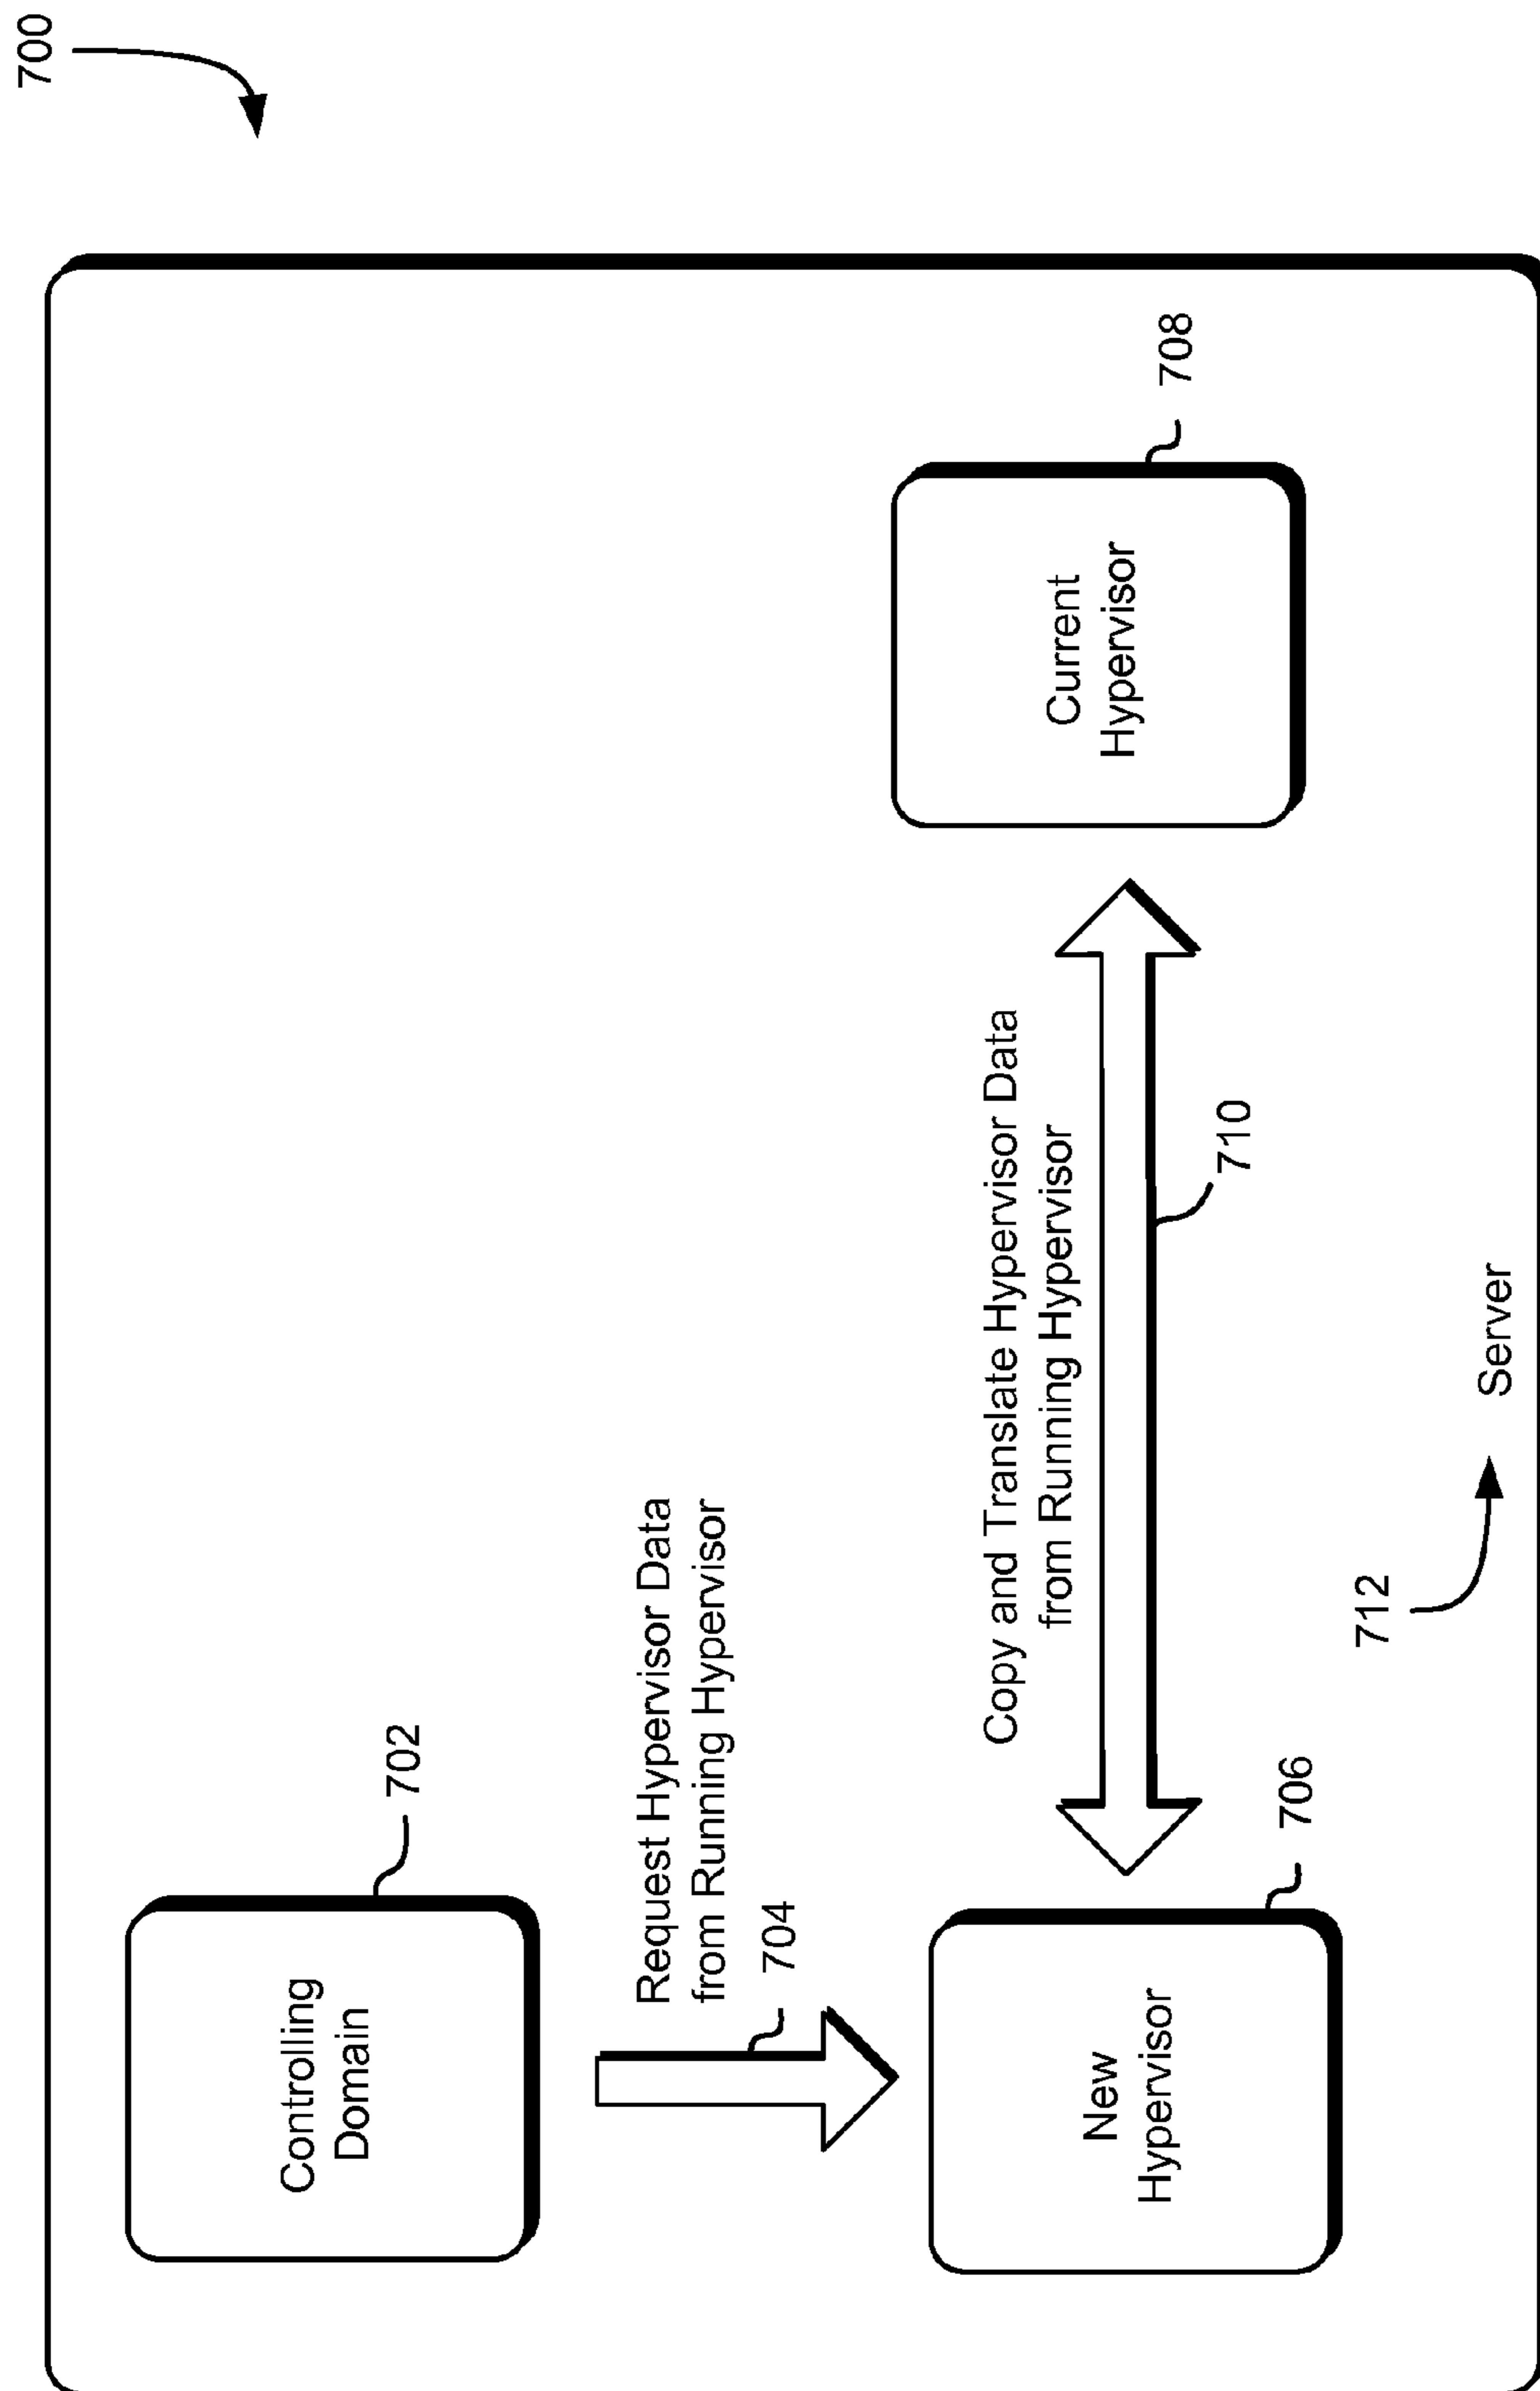 700
Controlling
Domain
702
Request Hypervisor Data
from Running Hypervisor
704
New
Hypervisor
706
Copy and Translate Hypervisor Data
from Running Hypervisor
710
Current
Hypervisor
708
712
Server